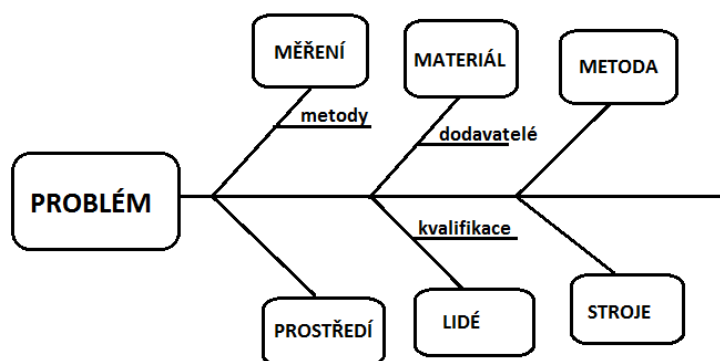 MĚŘENÍ
MATERIÁL
METODA
metody
dodavatelé
PROBLÉM
kvalifikace
PROSTŘEDÍ
LIDÉ
STROJE